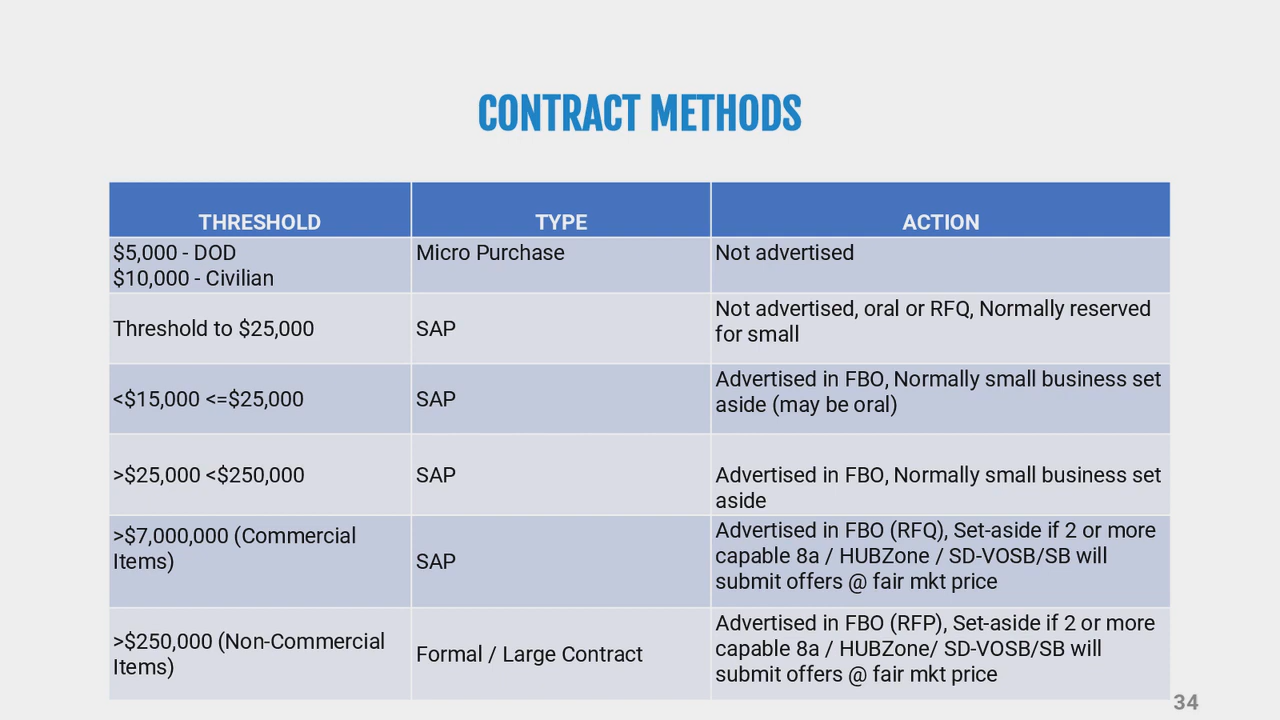 CONTRACT METHODS
THRESHOLD
TYPE
ACTION
$5,000 - DOD
$10,000 - Civilian
Micro Purchase
Not advertised
Threshold to $25,000
SAP
Not advertised, oral or RFQ, Normally reserved
for small
<$15,000 <=$25,000
SAP
Advertised in FBO, Normally small business set
aside (may be oral)
>$25,000 <$250,000
SAP
Advertised in FBO, Normally small business set
aside
>$7,000,000 (Commercial
Items)
SAP
Advertised in FBO (RFQ), Set-aside if 2 or more
capable 8a / HUBZone / SD-VOSB/SB will
submit offers @ fair mkt price
>$250,000 (Non-Commercial
Items)
Formal / Large Contract
Advertised in FBO (RFP), Set-aside if 2 or more
capable 8a / HUBZone/ SD-VOSB/SB will
submit offers @ fair mkt price
34